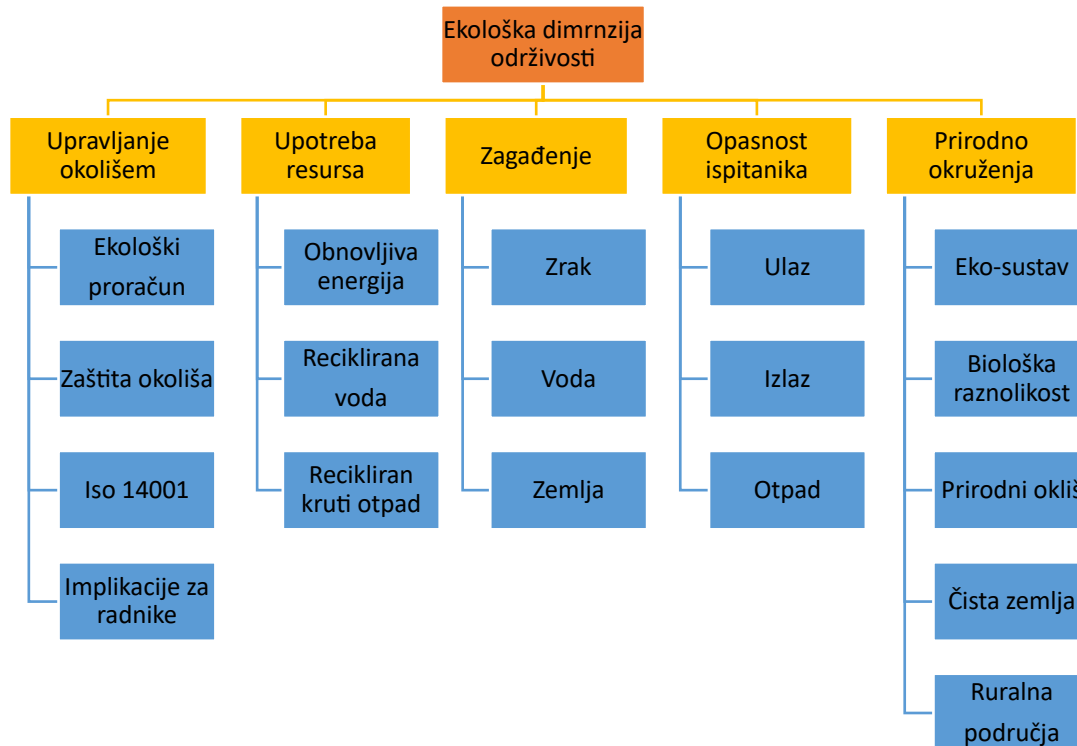 Ekološka dimrnzija
održivosti
Upravljanje
okolišem
Ekološki
proračun
Zaštita okoliša
Iso 14001
Implikacije za
radnike
Upotreba
resursa
Obnovljiva
energija
Reciklirana
voda
Recikliran
kruti otpad
Zagađenje
Zrak
Voda
Zemlja
Opasnost
ispitanika
Ulaz
Izlaz
Otpad
Prirodno
okruženja
Eko-sustav
Biološka
raznolikost
Prirodni okliš
Čista zemlja
Ruralna
područja